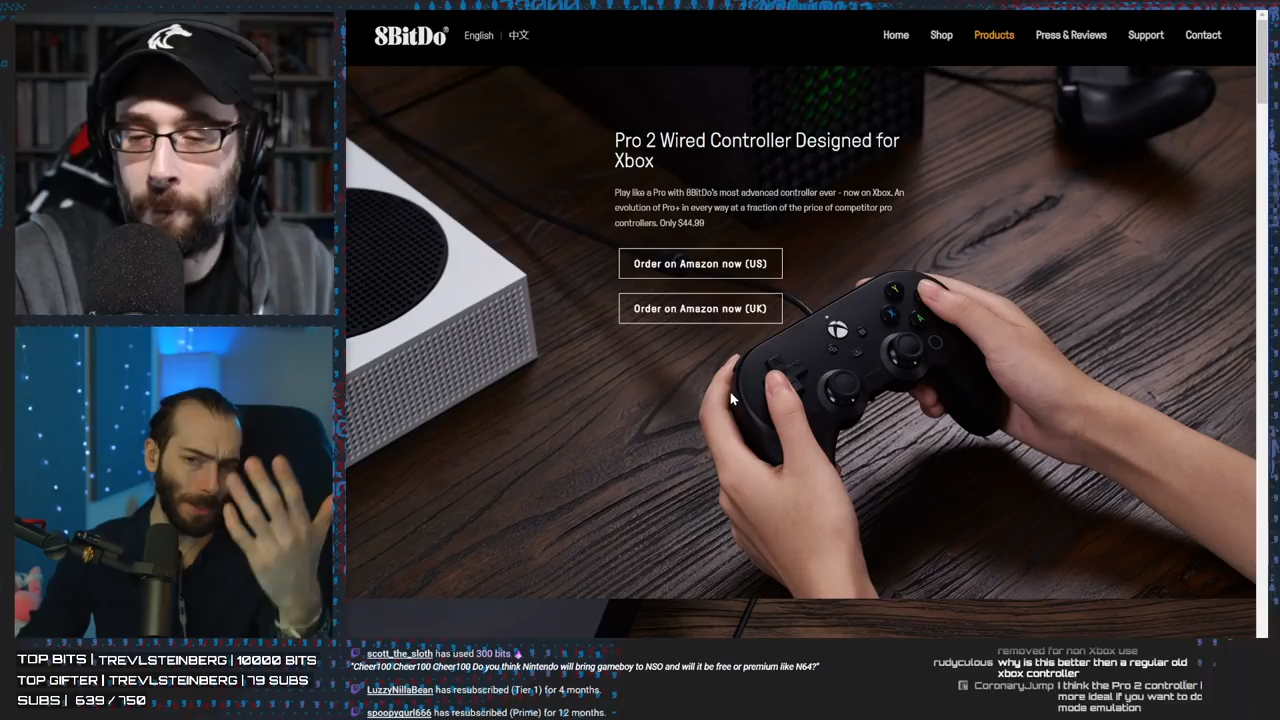 8BitDo
English | 中文
Home Shop Products Press & Reviews Support Contact
Pro 2 Wired Controller Designed for
Xbox
Play like a Pro with 8BitDo's most advanced controller ever - now on Xbox. An
evolution of Pro+ in every way at a fraction of the price of competitor pro
controllers. Only $44.99
Order on Amazon now (US)
Order on Amazon now (UK)
Y
X
A
TOP BITS | TREVLSTEINBERG | 10000 BITS
TOP GIFTER | TREVLSTEINBERG | 79 SUBS
SUBS | 639 / 750
scott_the_sloth has used 300 bits
"Cheer100 Cheer100 Cheer100 Do you think Nintendo will bring gameboy to NSO and will it be free or premium like N64?"
LuzzyNillaBean has resubscribed (Tier 1) for 4 months.
spoopygurl666 has resubscribed (Prime) for 12 months.
removed for non Xbox use
rudyculous why is this better then a regular old
xbox controller
CoronaryJump I think the Pro 2 controller i
more ideal if you want to do
mode emulation